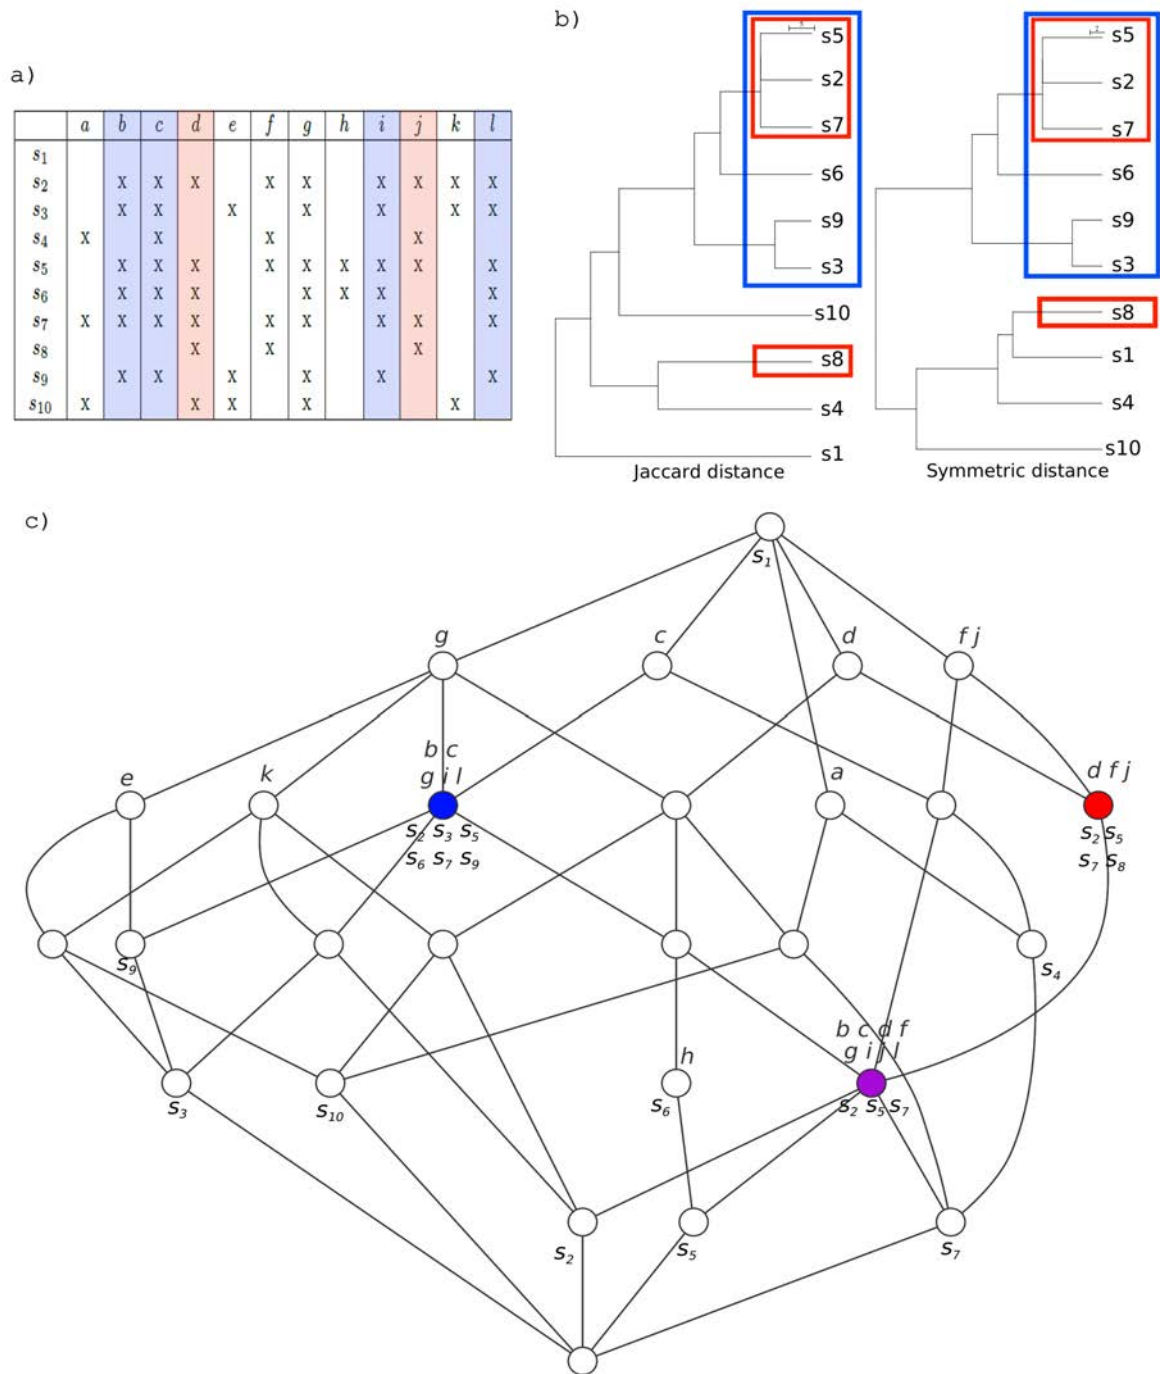 a)
a b c d e f g h i j k l
s1
s2 x x x x x x x x x
s3 x x x x x x x
s4 x x x x
s5 x x x x x x x x x
s6 x x x x x x x
s7 x x x x x x x x x
s8 x x x
s9 x x x x x x
s10 x x x x x
b)
s5
s2
s7
s6
s9
s3
s10
s8
s4
s1
Jaccard distance
s5
s2
s7
s6
s9
s3
s8
s1
s4
s10
Symmetric distance
c)
s1
g c d f j
e k b c a d f j
g i l
s2 s3 s5 s2 s5
s6 s7 s9 s7 s8
s9 s4
b c d f
h g i j l
s3 s10 s6 s2 s5 s7
s2 s5 s7